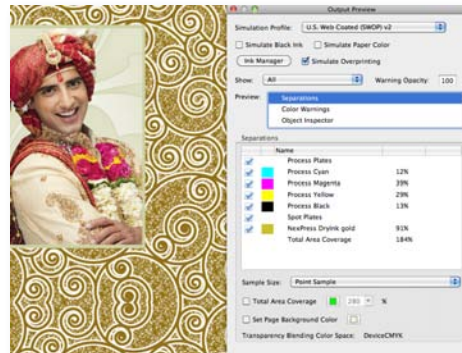 Output Preview
Simulation Profile: U.S. Web Coated (SWOP) v2
Simulate Black Ink Simulate Paper Color
Ink Manager Simulate Overprinting
Show: All Warning Opacity: 100
Preview: Separations
Color Warnings
Object Inspector
Separations
Name
Process Plates
Process Cyan 12%
Process Magenta 39%
Process Yellow 29%
Process Black 13%
Spot Plates
NexPress DryInk gold 91%
Total Area Coverage 184%
Sample Size: Point Sample
Total Area Coverage 280 %
Set Page Background Color
Transparency Blending Color Space: DeviceCMYK